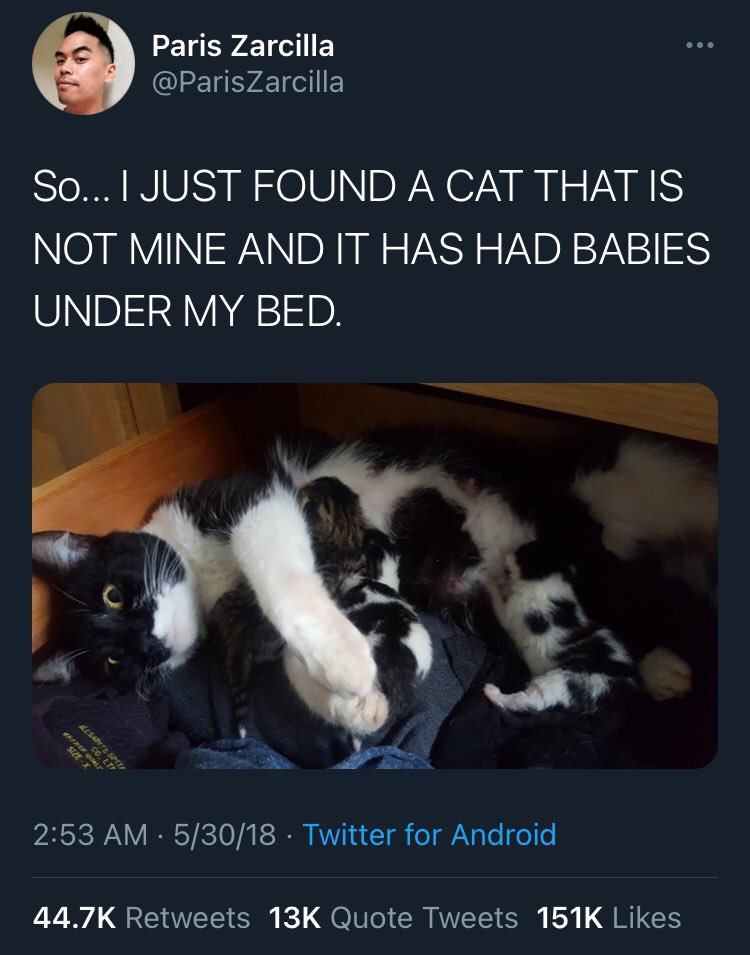 Paris Zarcilla
@ParisZarcilla
So... I JUST FOUND A CAT THAT IS
NOT MINE AND IT HAS HAD BABIES
UNDER MY BED.
2:53 AM · 5/30/18 · Twitter for Android
44.7K Retweets 13K Quote Tweets 151K Likes